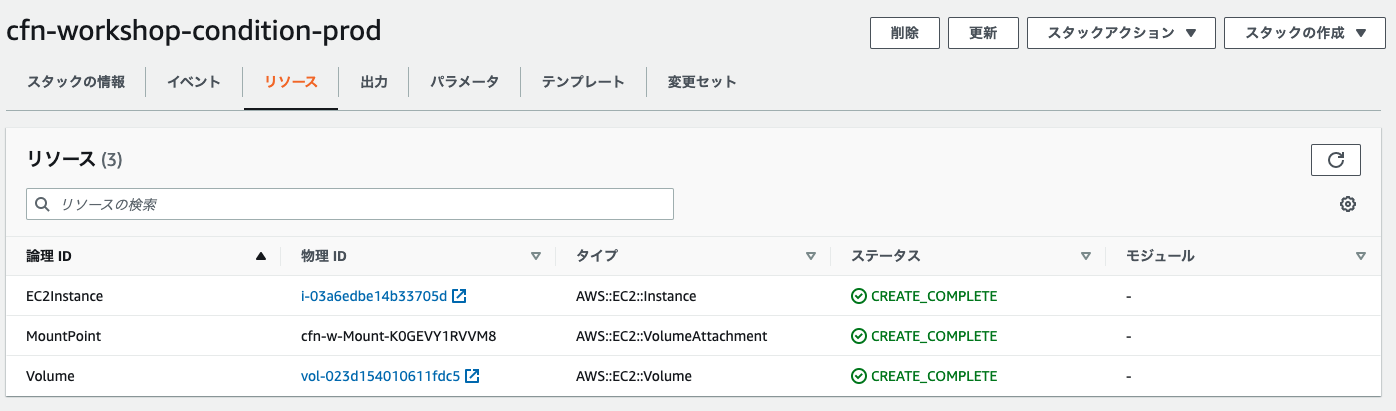 cfn-workshop-condition-prod
削除 更新 スタックアクション ▼ スタックの作成 ▼
スタックの情報 イベント リソース 出力 パラメータ テンプレート 変更セット
リソース (3)
リソースの検索
論理 ID 物理 ID タイプ ステータス モジュール
EC2Instance i-03a6edbe14b33705d AWS::EC2::Instance CREATE_COMPLETE -
MountPoint cfn-w-Mount-K0GEVY1RVVM8 AWS::EC2::VolumeAttachment CREATE_COMPLETE -
Volume vol-023d154010611fdc5 AWS::EC2::Volume CREATE_COMPLETE -